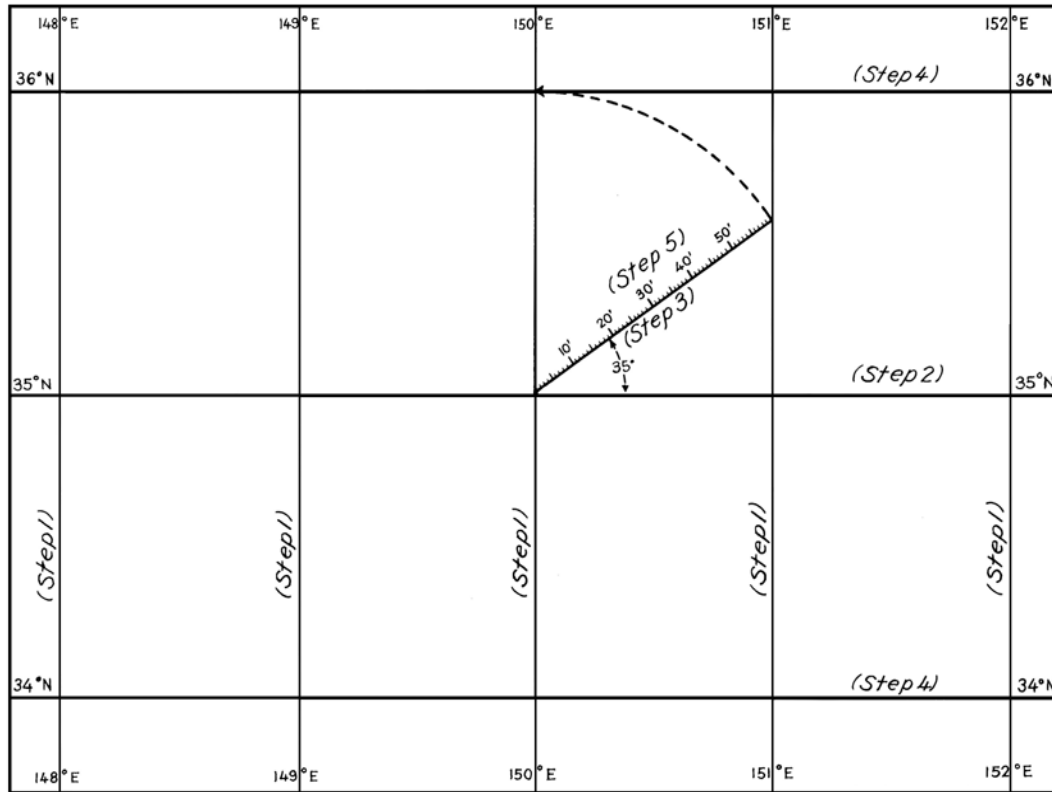 148°E 149°E 150°E 151°E 152°E
36°N (Step 4) 36°N
50'
(Step 5) 40'
30'
20' (Step 3)
10' 35°
35°N (Step 2) 35°N
(Step 1) (Step 1) (Step 1) (Step 1) (Step 1)
34°N (Step 4) 34°N
148°E 149°E 150°E 151°E 152°E